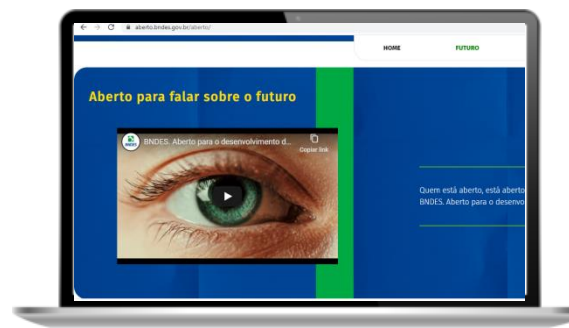 aberto.bndes.gov.br/aberto/
HOME FUTURO
Aberto para falar sobre o futuro
BNDES BNDES. Aberto para o desenvolvimento d...
Copiar link
Quem está aberto, está aberto
BNDES. Aberto para o desenvo